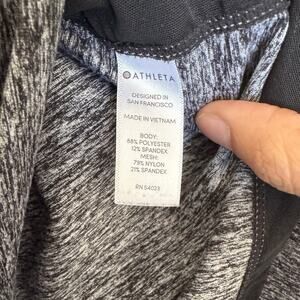 ATHLETA
DESIGNED IN
SAN FRANCISCO
MADE IN VIETNAM
BODY:
88% POLYESTER
12% SPANDEX
MESH:
79% NYLON
21% SPANDEX
RN 54023